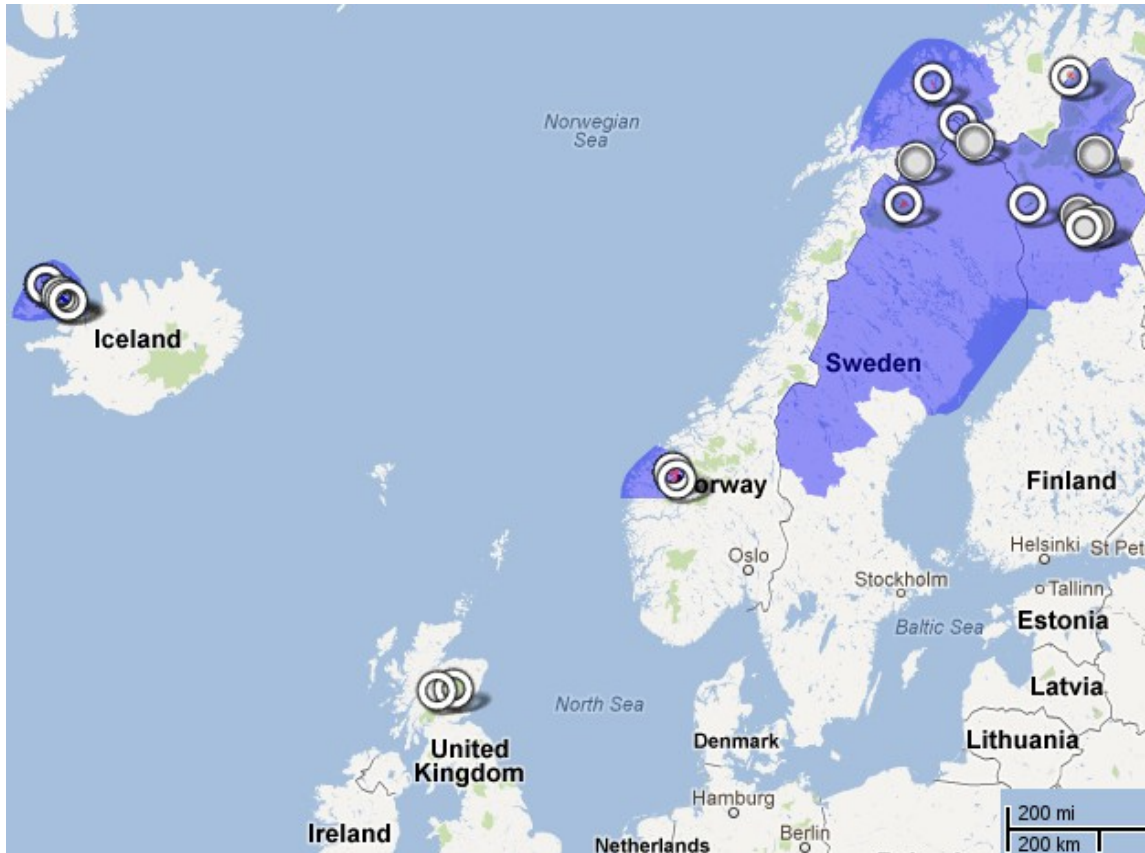 Norwegian
Sea
Iceland
Sweden
orway
Finland
Oslo
Helsinki
St Pet
Stockholm
Tallinn
Estonia
Baltic Sea
Latvia
North Sea
Denmark
Lithuania
United
Kingdom
Hamburg
200 mi
Ireland
Netherlands
Berlin
200 km